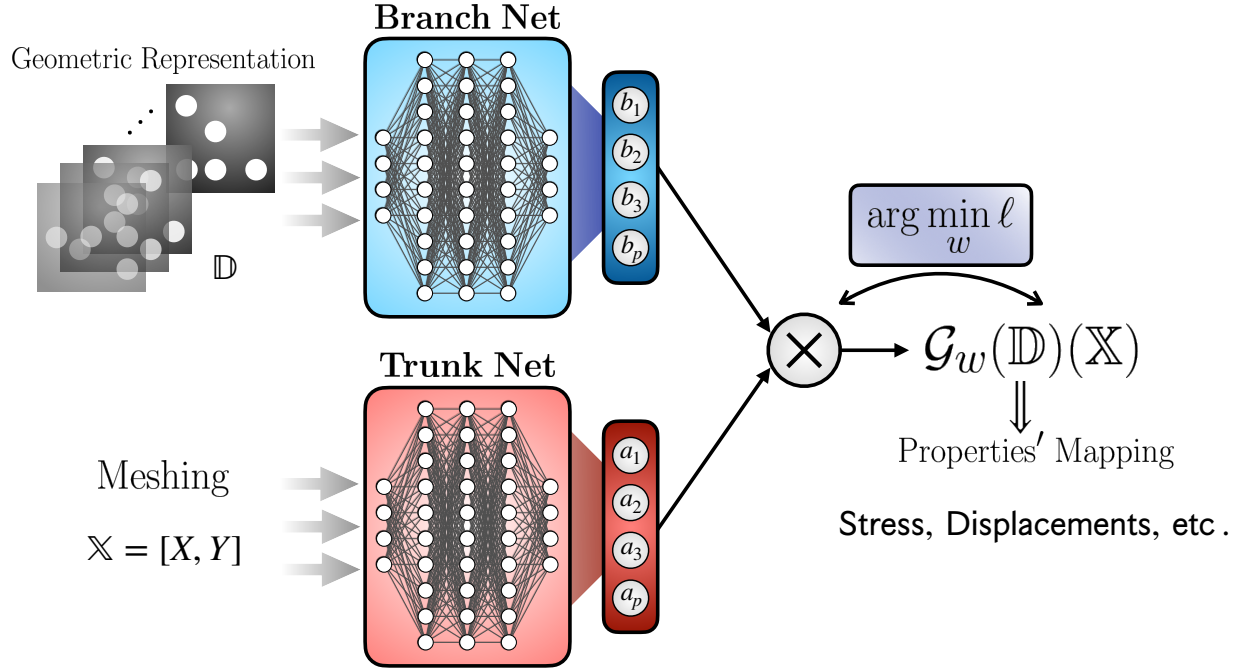 Branch Net
Geometric Representation
𝔻
b₁
b₂
b₃
bₚ
arg min ℓ
w
𝒢_w(𝔻)(𝕏)
Properties′ Mapping
Stress, Displacements, etc.
Trunk Net
Meshing
𝕏 = [X, Y]
a₁
a₂
a₃
aₚ